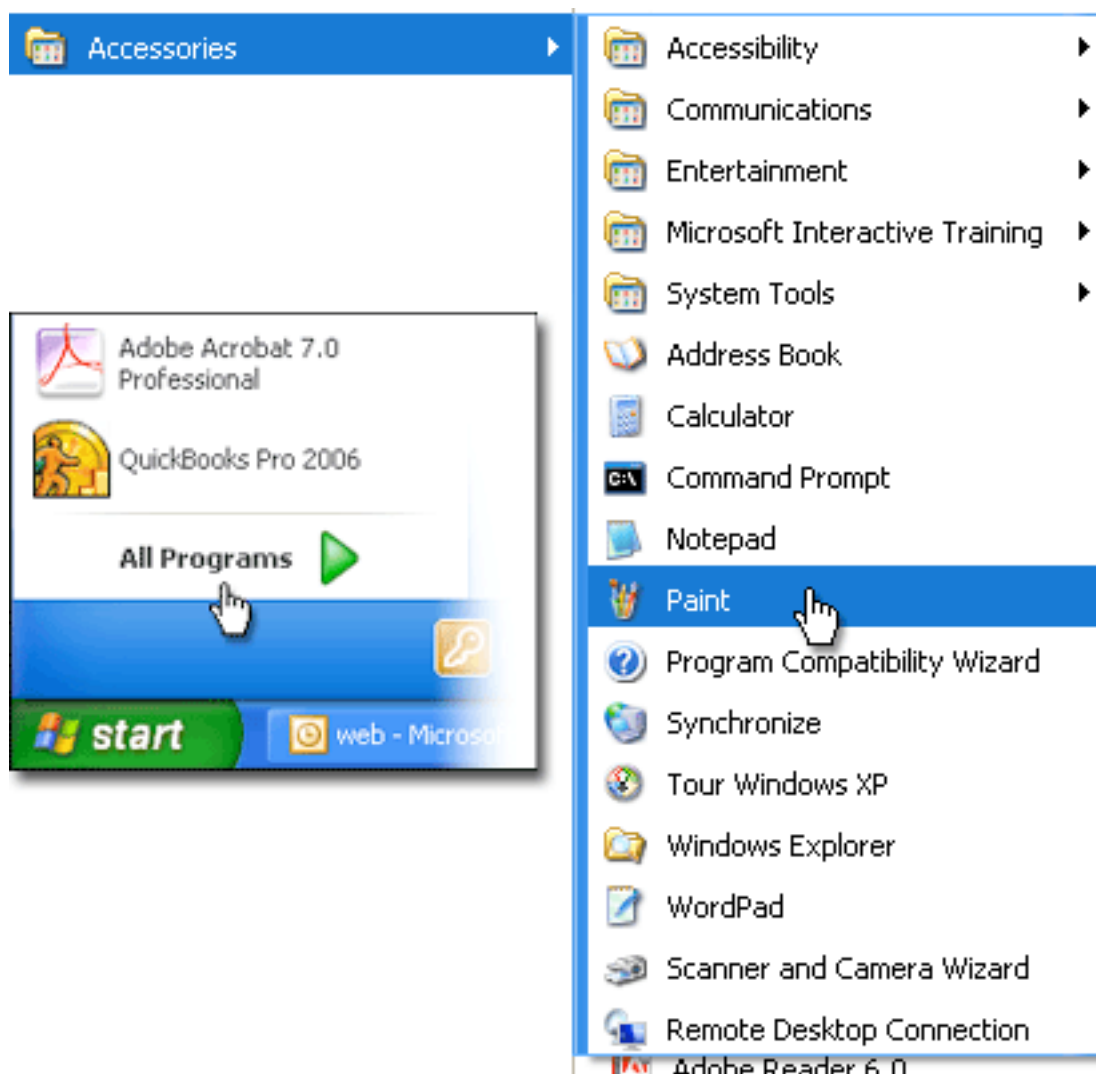 Accessories
Adobe Acrobat 7.0
Professional
QuickBooks Pro 2006
All Programs
start
web - Microso
Accessibility
Communications
Entertainment
Microsoft Interactive Training
System Tools
Address Book
Calculator
C:\
Command Prompt
Notepad
Paint
Program Compatibility Wizard
Synchronize
Tour Windows XP
Windows Explorer
WordPad
Scanner and Camera Wizard
Remote Desktop Connection
Adobe Reader 6.0